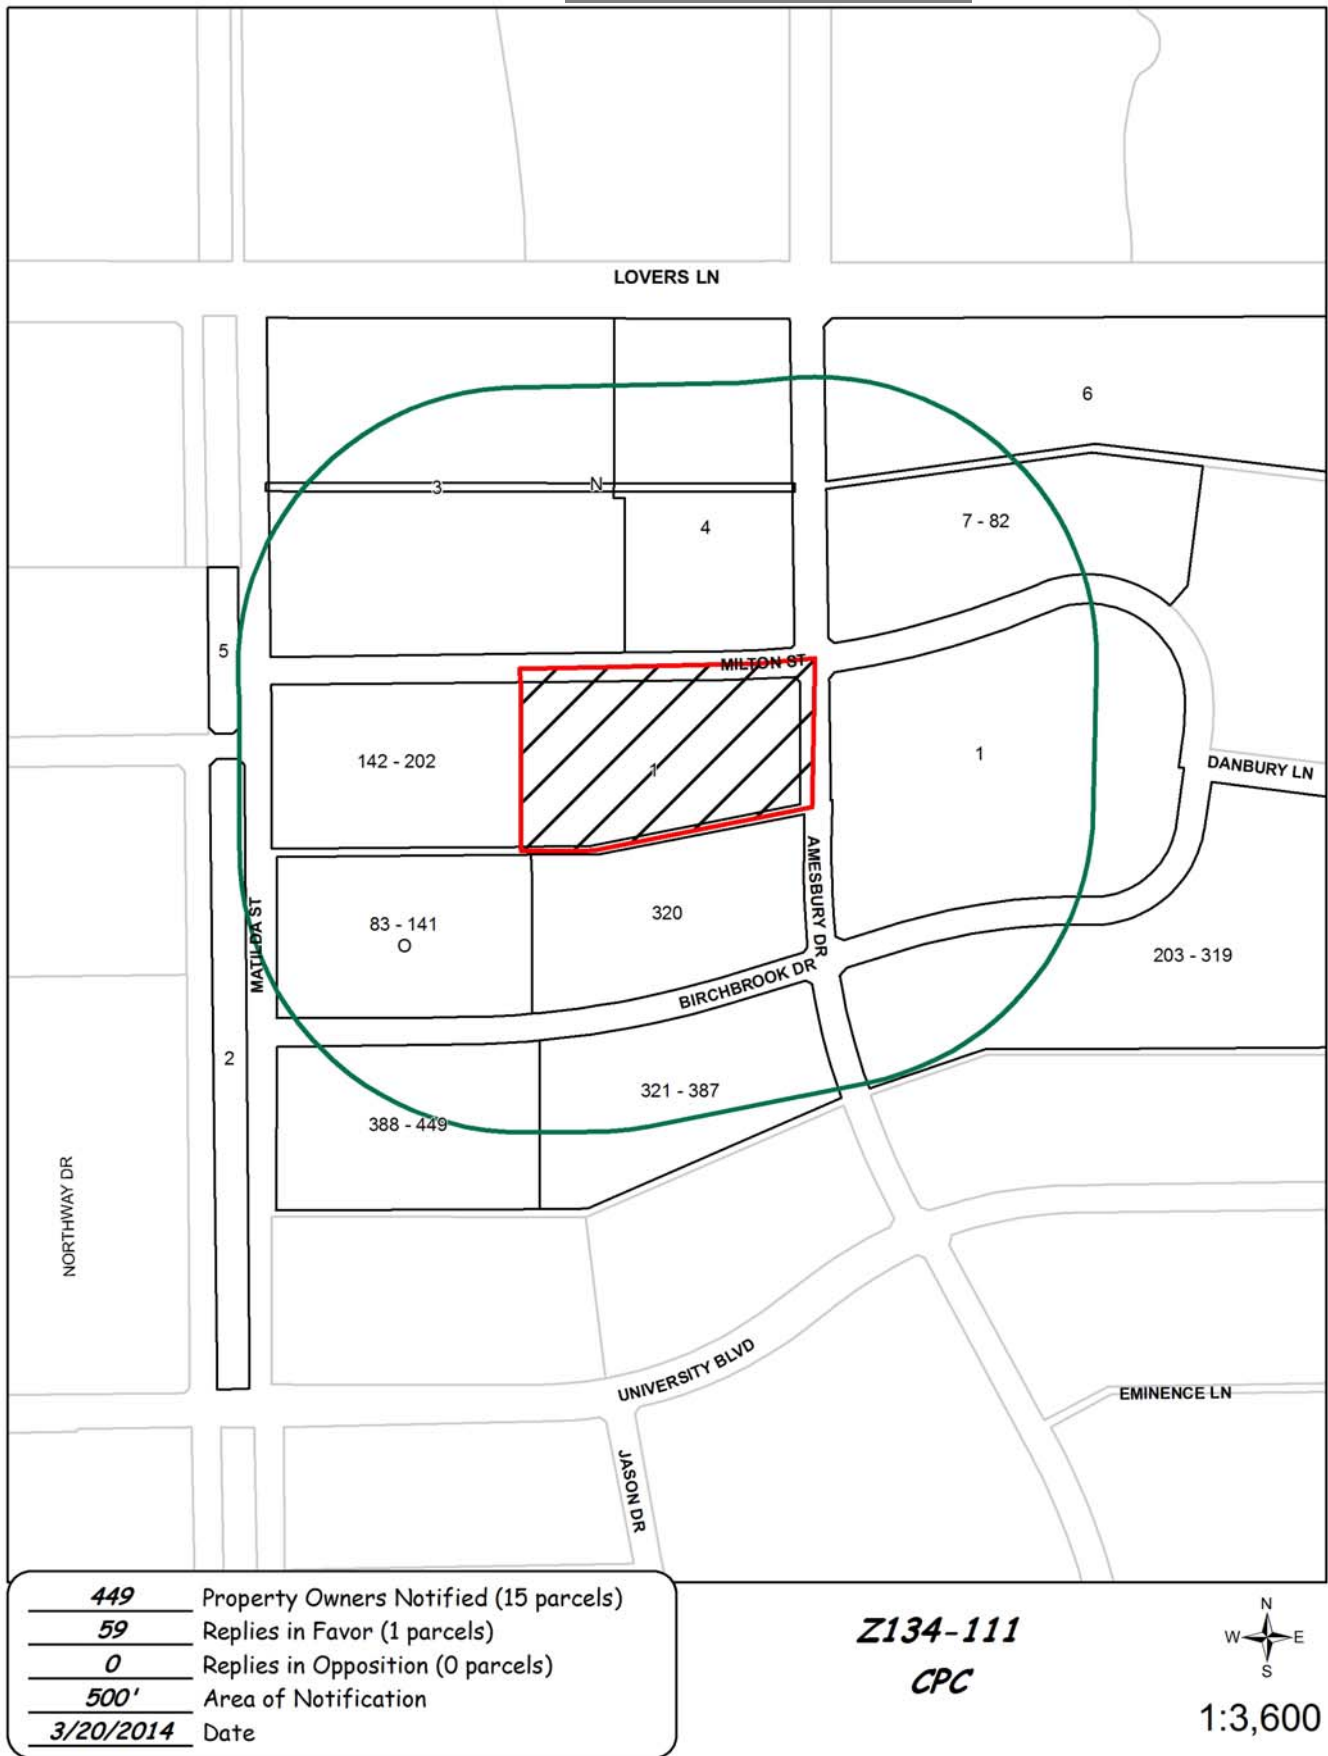 LOVERS LN
6
3
N
4
7 - 82
5
MILTON ST
142 - 202
1
1
DANBURY LN
AMESBURY DR
83 - 141
O
320
MATILDA ST
203 - 319
BIRCHBROOK DR
2
321 - 387
388 - 449
NORTHWAY DR
UNIVERSITY BLVD
EMINENCE LN
JASON DR
449 Property Owners Notified (15 parcels)
59 Replies in Favor (1 parcels)
0 Replies in Opposition (0 parcels)
500' Area of Notification
3/20/2014 Date
Z134-111
CPC
N
W E
S
1:3,600